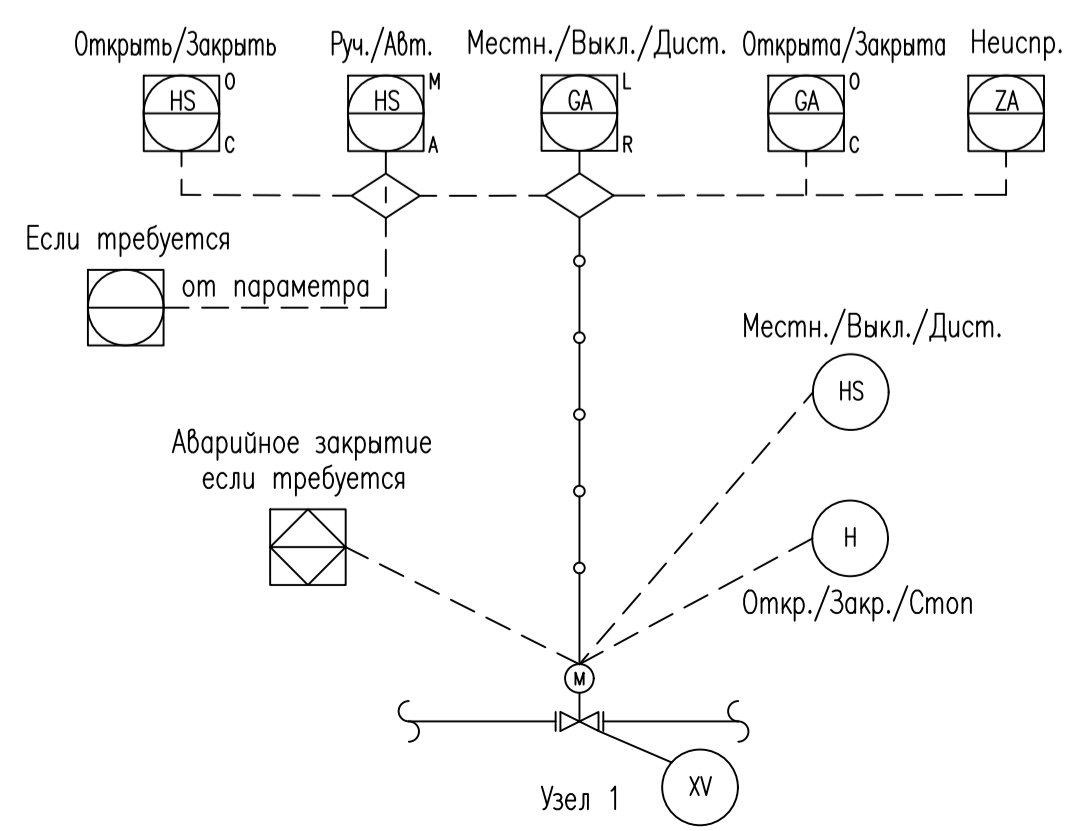 Открыть/Закрыть
Руч./Авт.
Местн./Выкл./Дист.
Открыта/Закрыта
Неиспр.
HS
O
C
HS
M
A
GA
L
R
GA
O
C
ZA
Если требуется
от параметра
Местн./Выкл./Дист.
HS
Аварийное закрытие
если требуется
H
Откр./Закр./Стоп
M
XV
Узел 1